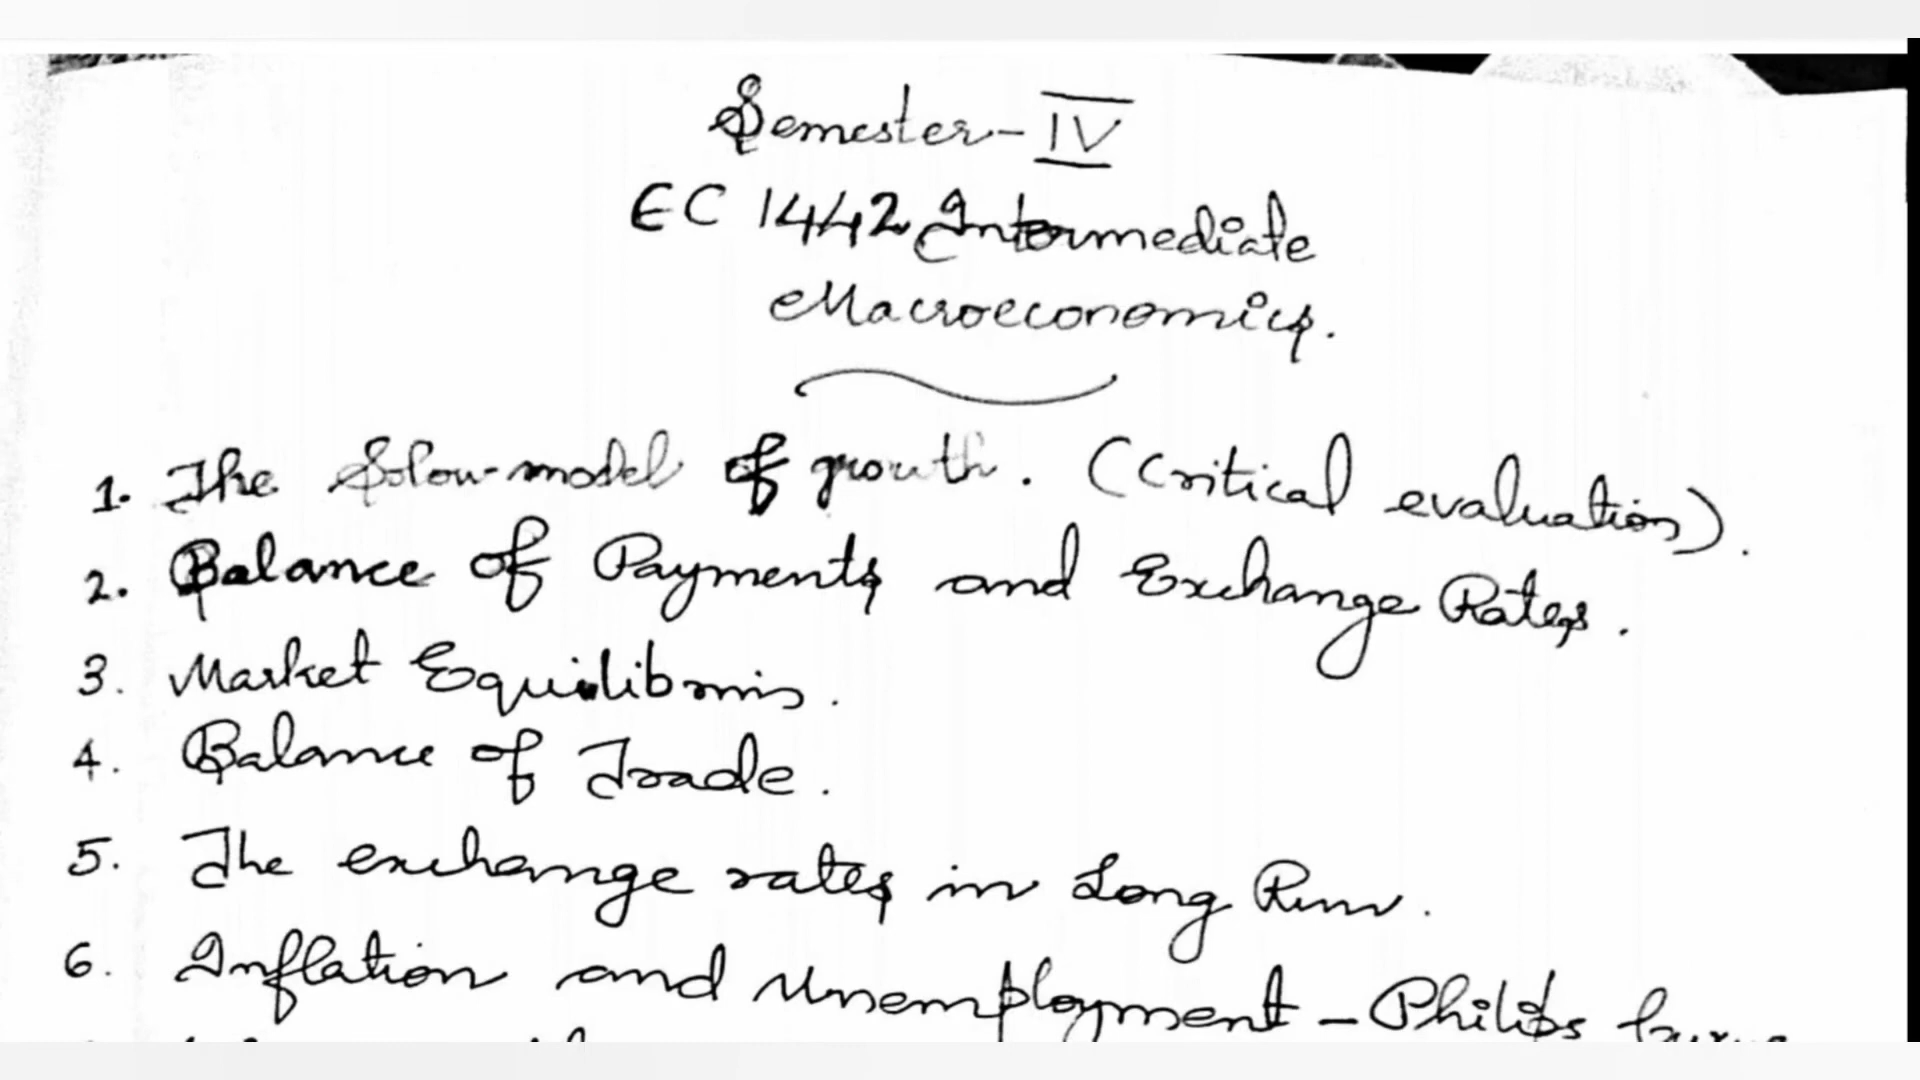 Semester - IV
EC 1442 Intermediate
Macroeconomics.
1. The Solow model of growth. (Critical evaluation).
2. Balance of Payments and Exchange Rates.
3. Market Equilibrims.
4. Balance of Trade.
5. The exchange rates in Long Run.
6. Inflation and Unemployment - Philips Curve